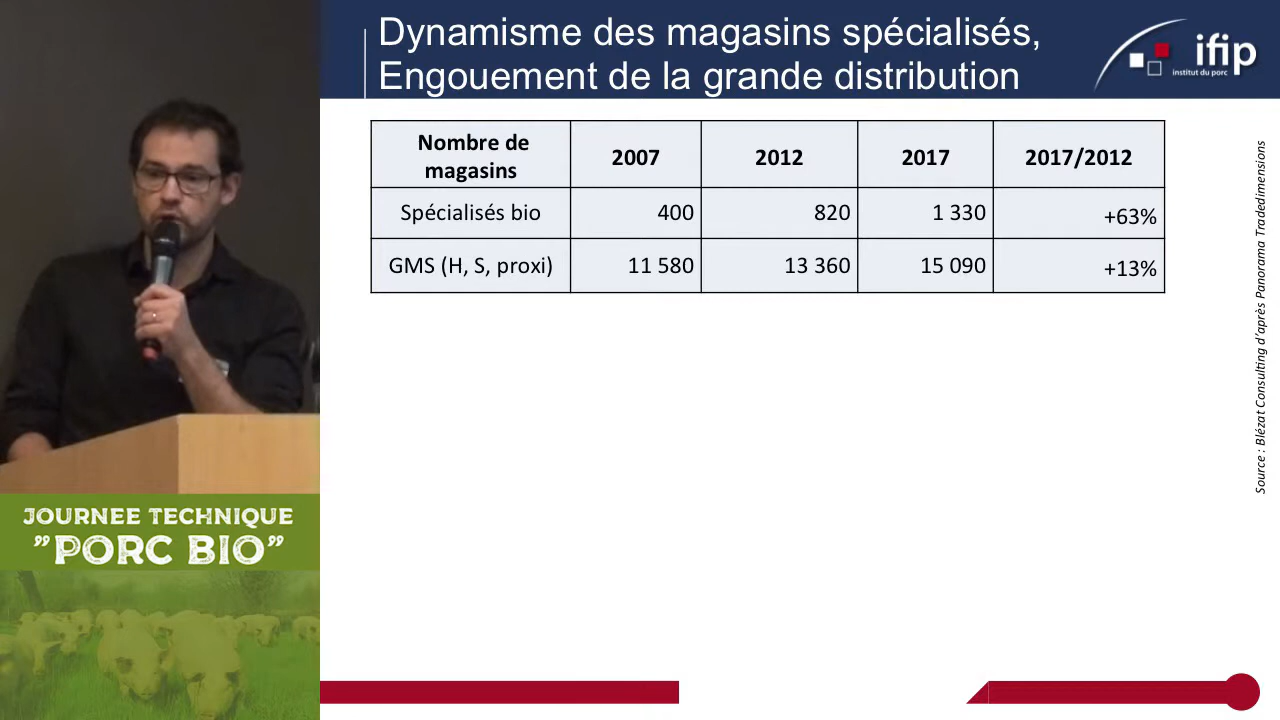 Dynamisme des magasins spécialisés,
Engouement de la grande distribution
ifip
institut du porc
Nombre de magasins 2007 2012 2017 2017/2012
Spécialisés bio 400 820 1 330 +63%
GMS (H, S, proxi) 11 580 13 360 15 090 +13%
Source : Blézat Consulting d'après Panorama Tradedimensions
JOURNEE TECHNIQUE
"PORC BIO"